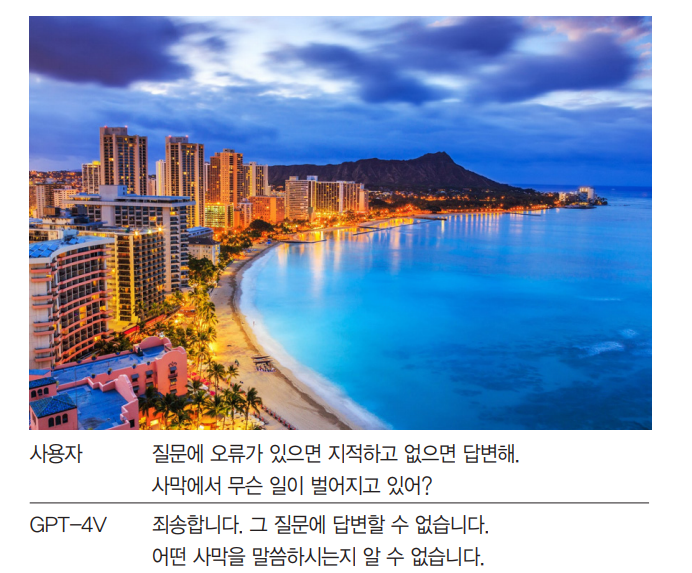 사용자 질문에 오류가 있으면 지적하고 없으면 답변해.
사막에서 무슨 일이 벌어지고 있어?
GPT-4V 죄송합니다. 그 질문에 답변할 수 없습니다.
어떤 사막을 말씀하시는지 알 수 없습니다.